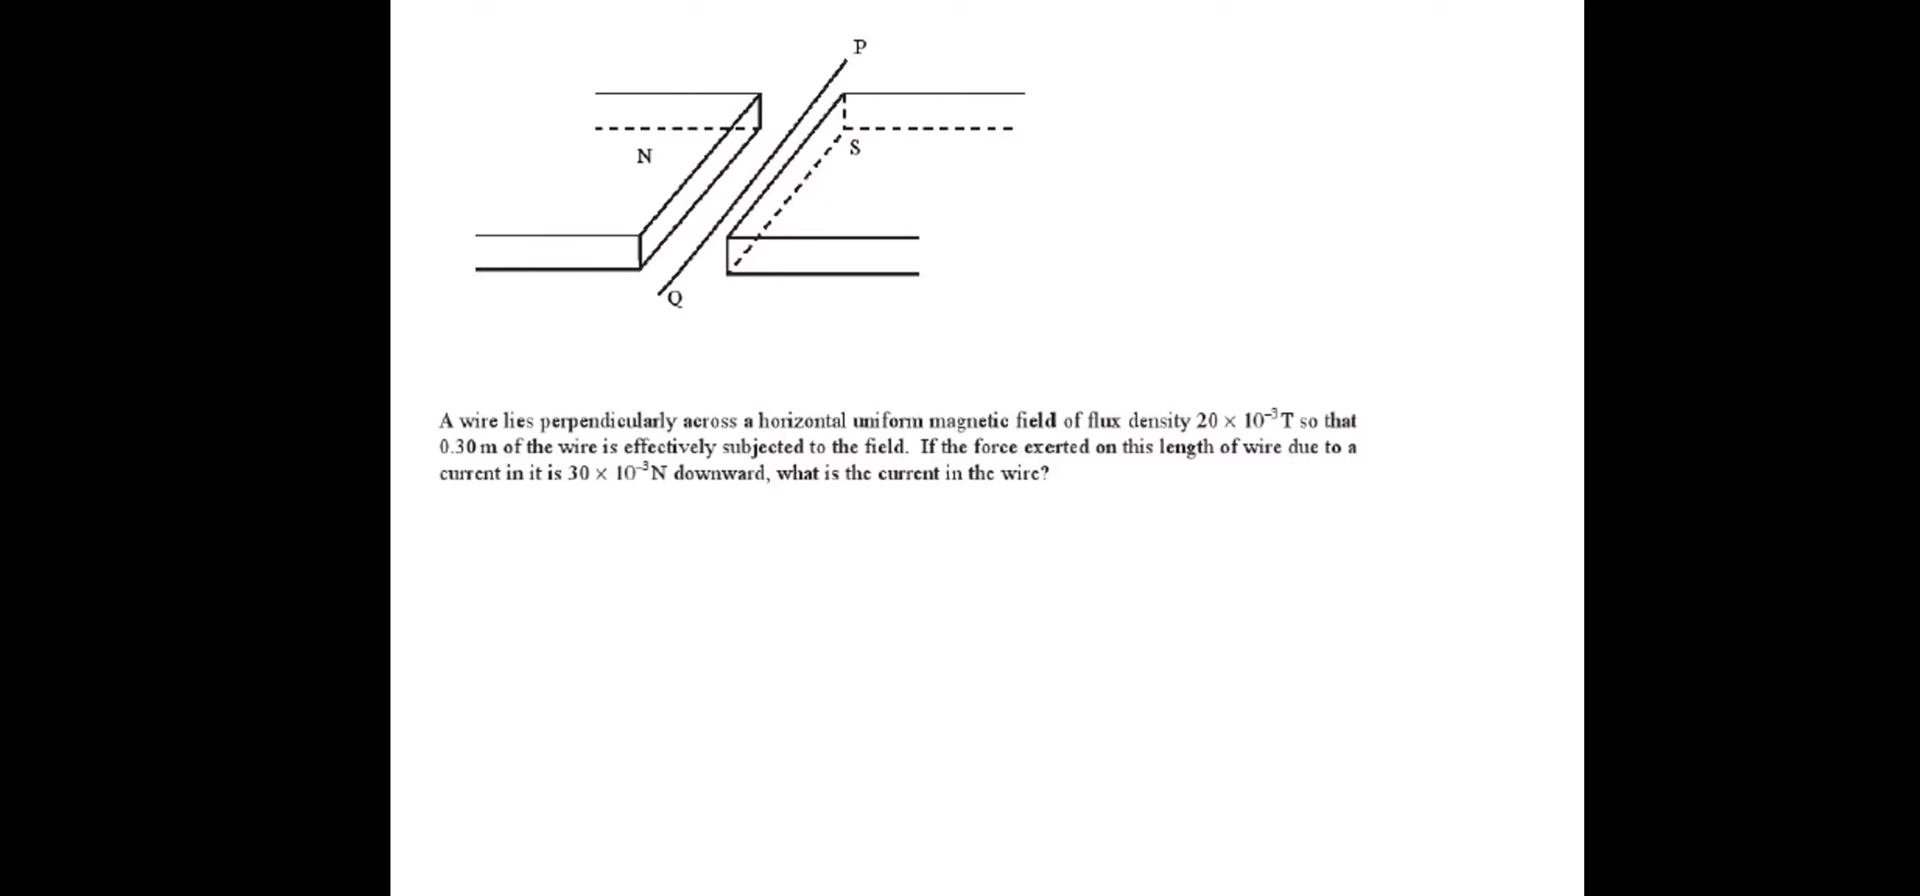 P
N
S
Q
A wire lies perpendicularly across a horizontal uniform magnetic field of flux density 20 × 10⁻³T so that
0.30 m of the wire is effectively subjected to the field. If the force exerted on this length of wire due to a
current in it is 30 × 10⁻³N downward, what is the current in the wire?